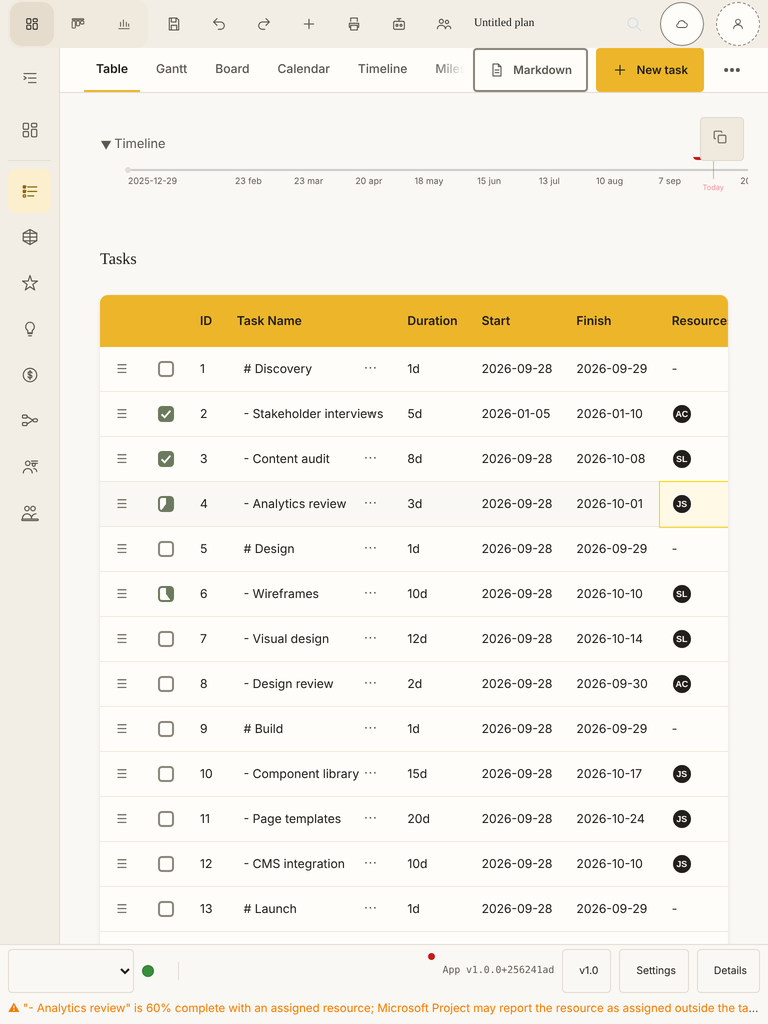 Untitled plan
Table Gantt Board Calendar Timeline Miles Markdown New task •••
▼ Timeline
2025-12-29 23 feb 23 mar 20 apr 18 may 15 jun 13 jul 10 aug 7 sep 20
Today
Tasks
ID Task Name Duration Start Finish Resource
1 # Discovery ··· 1d 2026-09-28 2026-09-29 -
2 - Stakeholder interviews 5d 2026-01-05 2026-01-10 AC
3 - Content audit ··· 8d 2026-09-28 2026-10-08 SL
4 - Analytics review ··· 3d 2026-09-28 2026-10-01 JS
5 # Design ··· 1d 2026-09-28 2026-09-29 -
6 - Wireframes ··· 10d 2026-09-28 2026-10-10 SL
7 - Visual design ··· 12d 2026-09-28 2026-10-14 SL
8 - Design review ··· 2d 2026-09-28 2026-09-30 AC
9 # Build ··· 1d 2026-09-28 2026-09-29 -
10 - Component library ··· 15d 2026-09-28 2026-10-17 JS
11 - Page templates ··· 20d 2026-09-28 2026-10-24 JS
12 - CMS integration ··· 10d 2026-09-28 2026-10-10 JS
13 # Launch ··· 1d 2026-09-28 2026-09-29 -
App v1.0.0+256241ad v1.0 Settings Details
⚠ "- Analytics review" is 60% complete with an assigned resource; Microsoft Project may report the resource as assigned outside the ta...